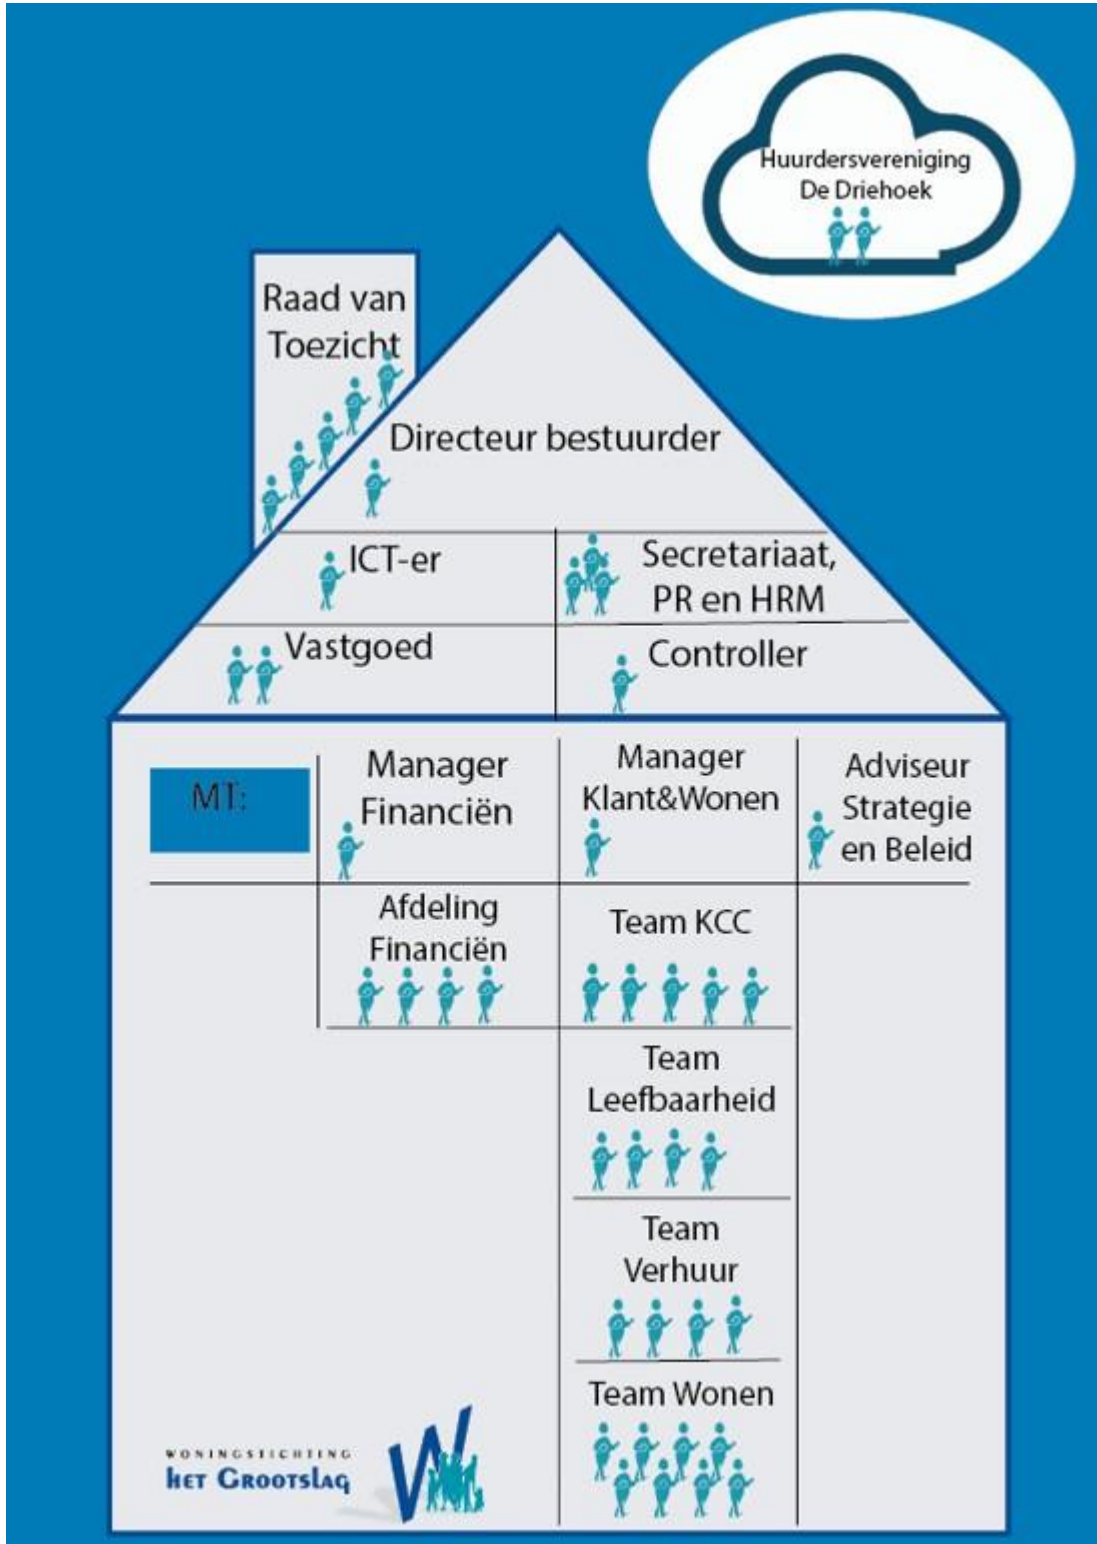 Huurdersvereniging
De Driehoek
Raad van
Toezicht
Directeur bestuurder
ICT-er
Secretariaat,
PR en HRM
Vastgoed
Controller
MT:
Manager
Financiën
Manager
Klant&Wonen
Adviseur
Strategie
en Beleid
Afdeling
Financiën
Team KCC
Team
Leefbaarheid
Team
Verhuur
Team Wonen
WONINGSTICHTING
HET GROOTSLAG
W